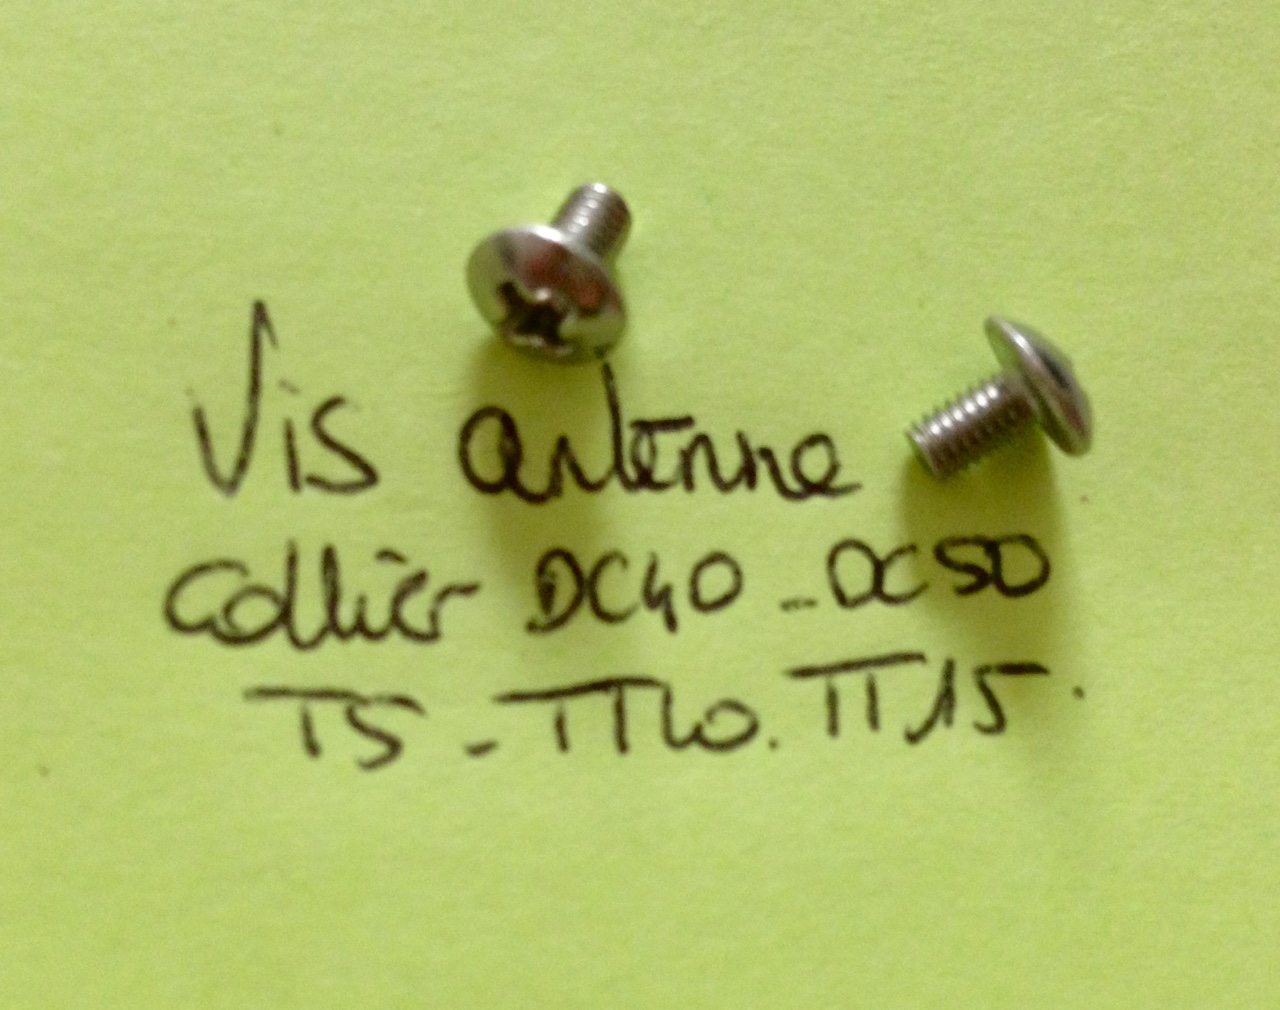 Vis antenne
Collier DC40 - DC50
T5 - TT10. TT15.